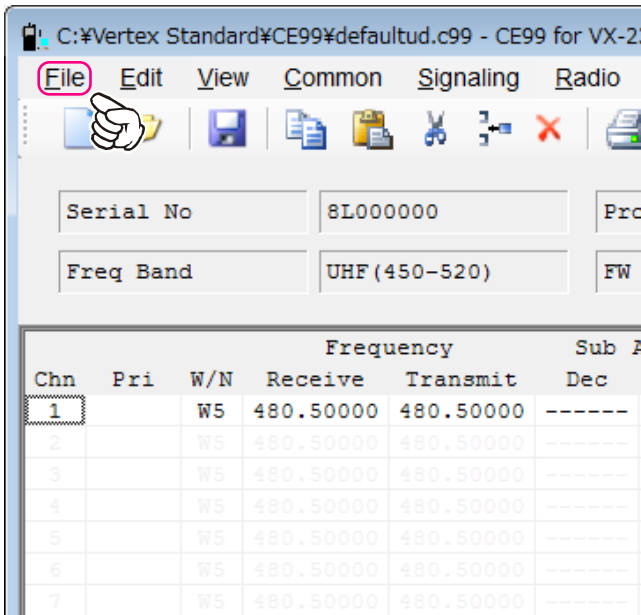 C:¥Vertex Standard¥CE99¥defaultud.c99 - CE99 for VX-2
File Edit View Common Signaling Radio
Serial No 8L000000 Pro
Freq Band UHF(450-520) FW
Frequency Sub A
Chn Pri W/N Receive Transmit Dec
1 W5 480.50000 480.50000 ------
2 W5 480.50000 480.50000 ------
3 W5 480.50000 480.50000 ------
4 W5 480.50000 480.50000 ------
5 W5 480.50000 480.50000 ------
6 W5 480.50000 480.50000 ------
7 W5 480.50000 480.50000 ------